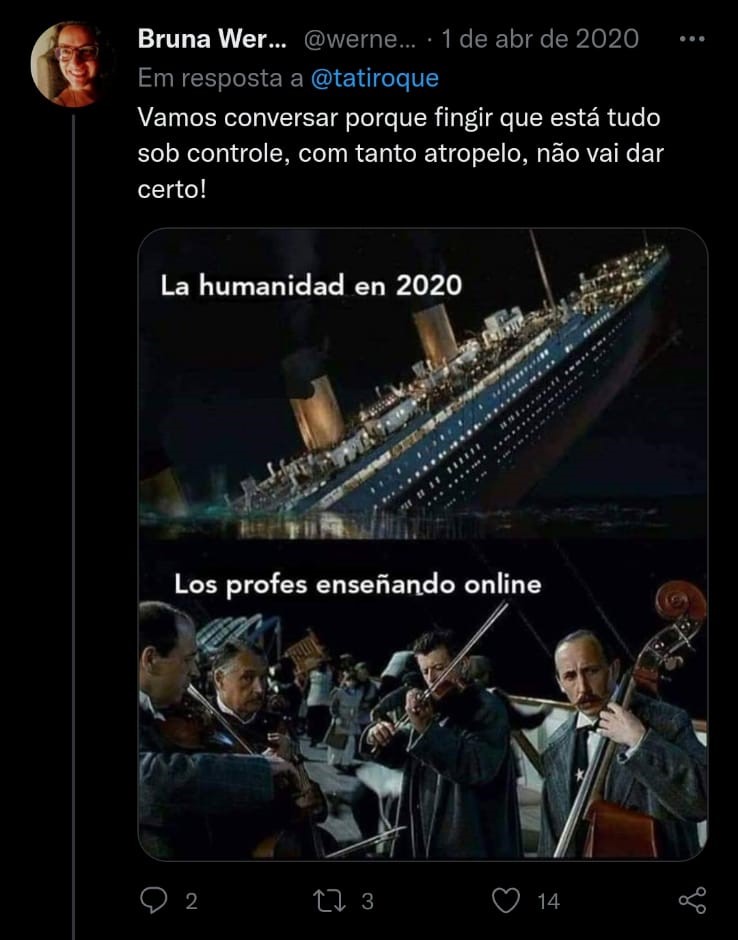 Bruna Wer... @werne... · 1 de abr de 2020
Em resposta a @tatiroque
Vamos conversar porque fingir que está tudo
sob controle, com tanto atropelo, não vai dar
certo!
La humanidad en 2020
Los profes enseñando online
2 3 14